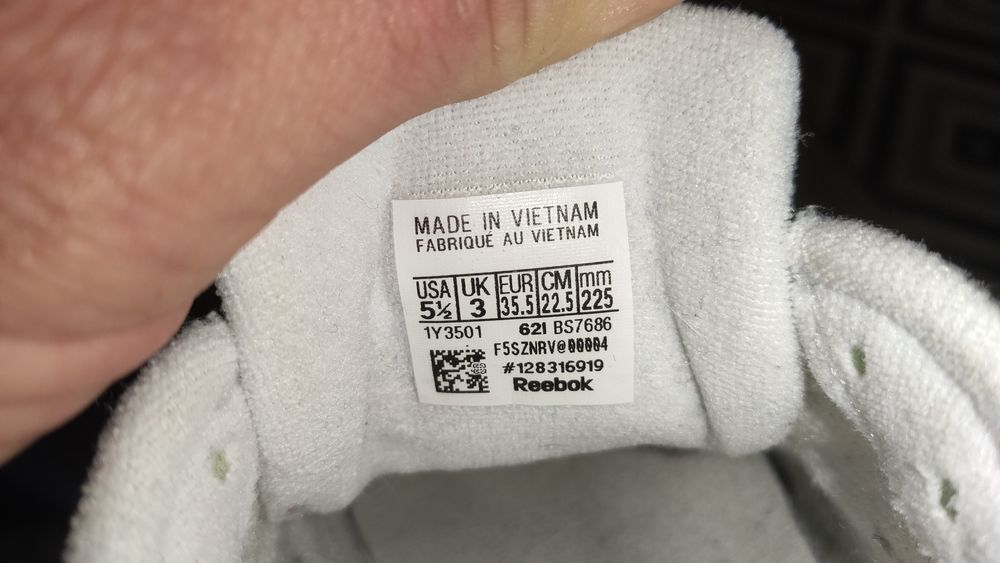 MADE IN VIETNAM
FABRIQUÉ AU VIETNAM
USA UK EUR CM mm
5½ 3 35.5 22.5 225
1Y3501 62I BS7686
F5SZNRV@00004
#128316919
Reebok